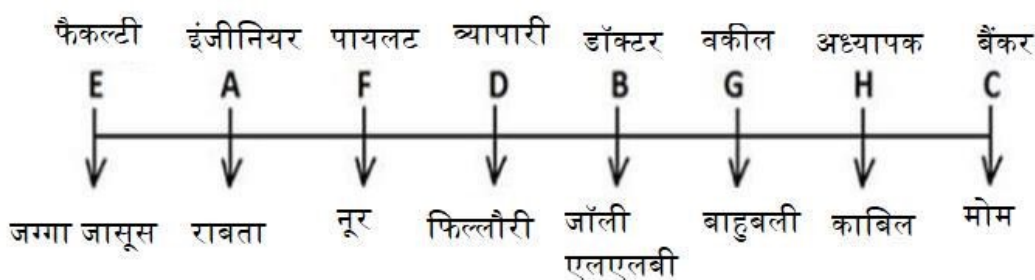 फैकल्टी इंजीनियर पायलट व्यापारी डॉक्टर वकील अध्यापक बैंकर
E A F D B G H C
जग्गा जासूस राबता नूर फिल्लौरी जॉली बाहुबली काबिल मोम
एलएलबी